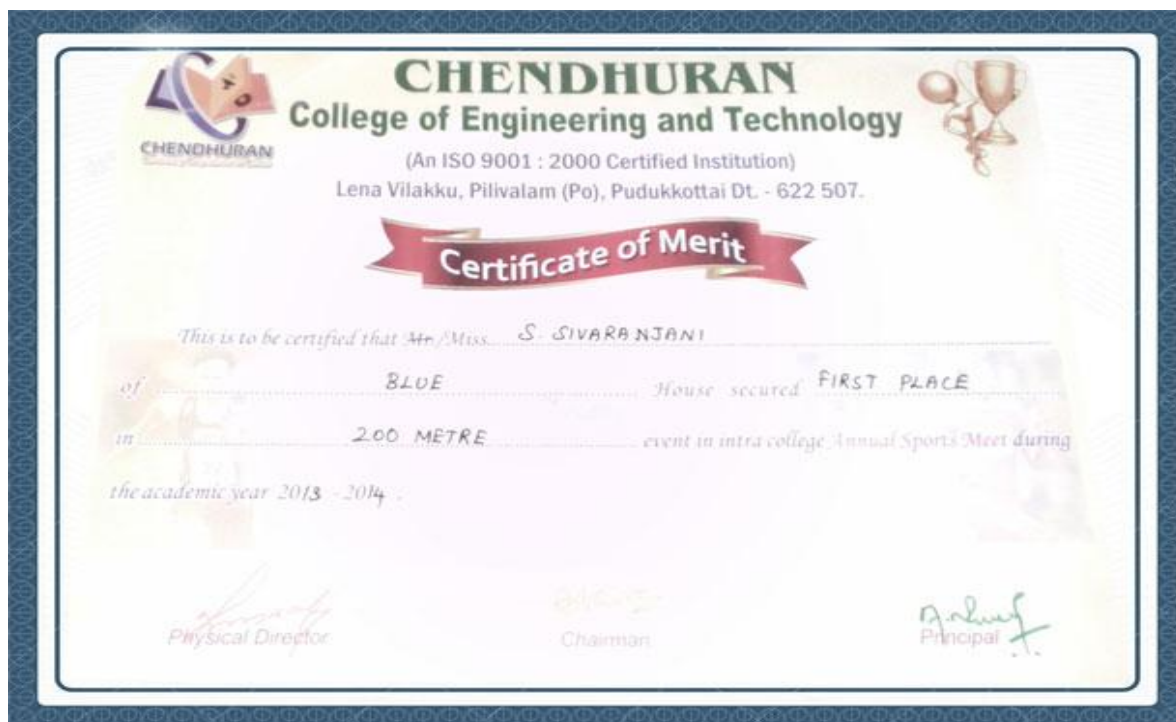 CHENDHURAN
College of Engineering and Technology
CHENDHURAN
(An ISO 9001 : 2000 Certified Institution)
Lena Vilakku, Pilivalam (Po), Pudukkottai Dt. - 622 507.
Certificate of Merit
This is to be certified that Mr/Miss S. SIVARANJANI
of BLUE House secured FIRST PLACE
in 200 METRE event in intra college Annual Sports Meet during
the academic year 2013 - 2014 .
Physical Director Chairman Principal